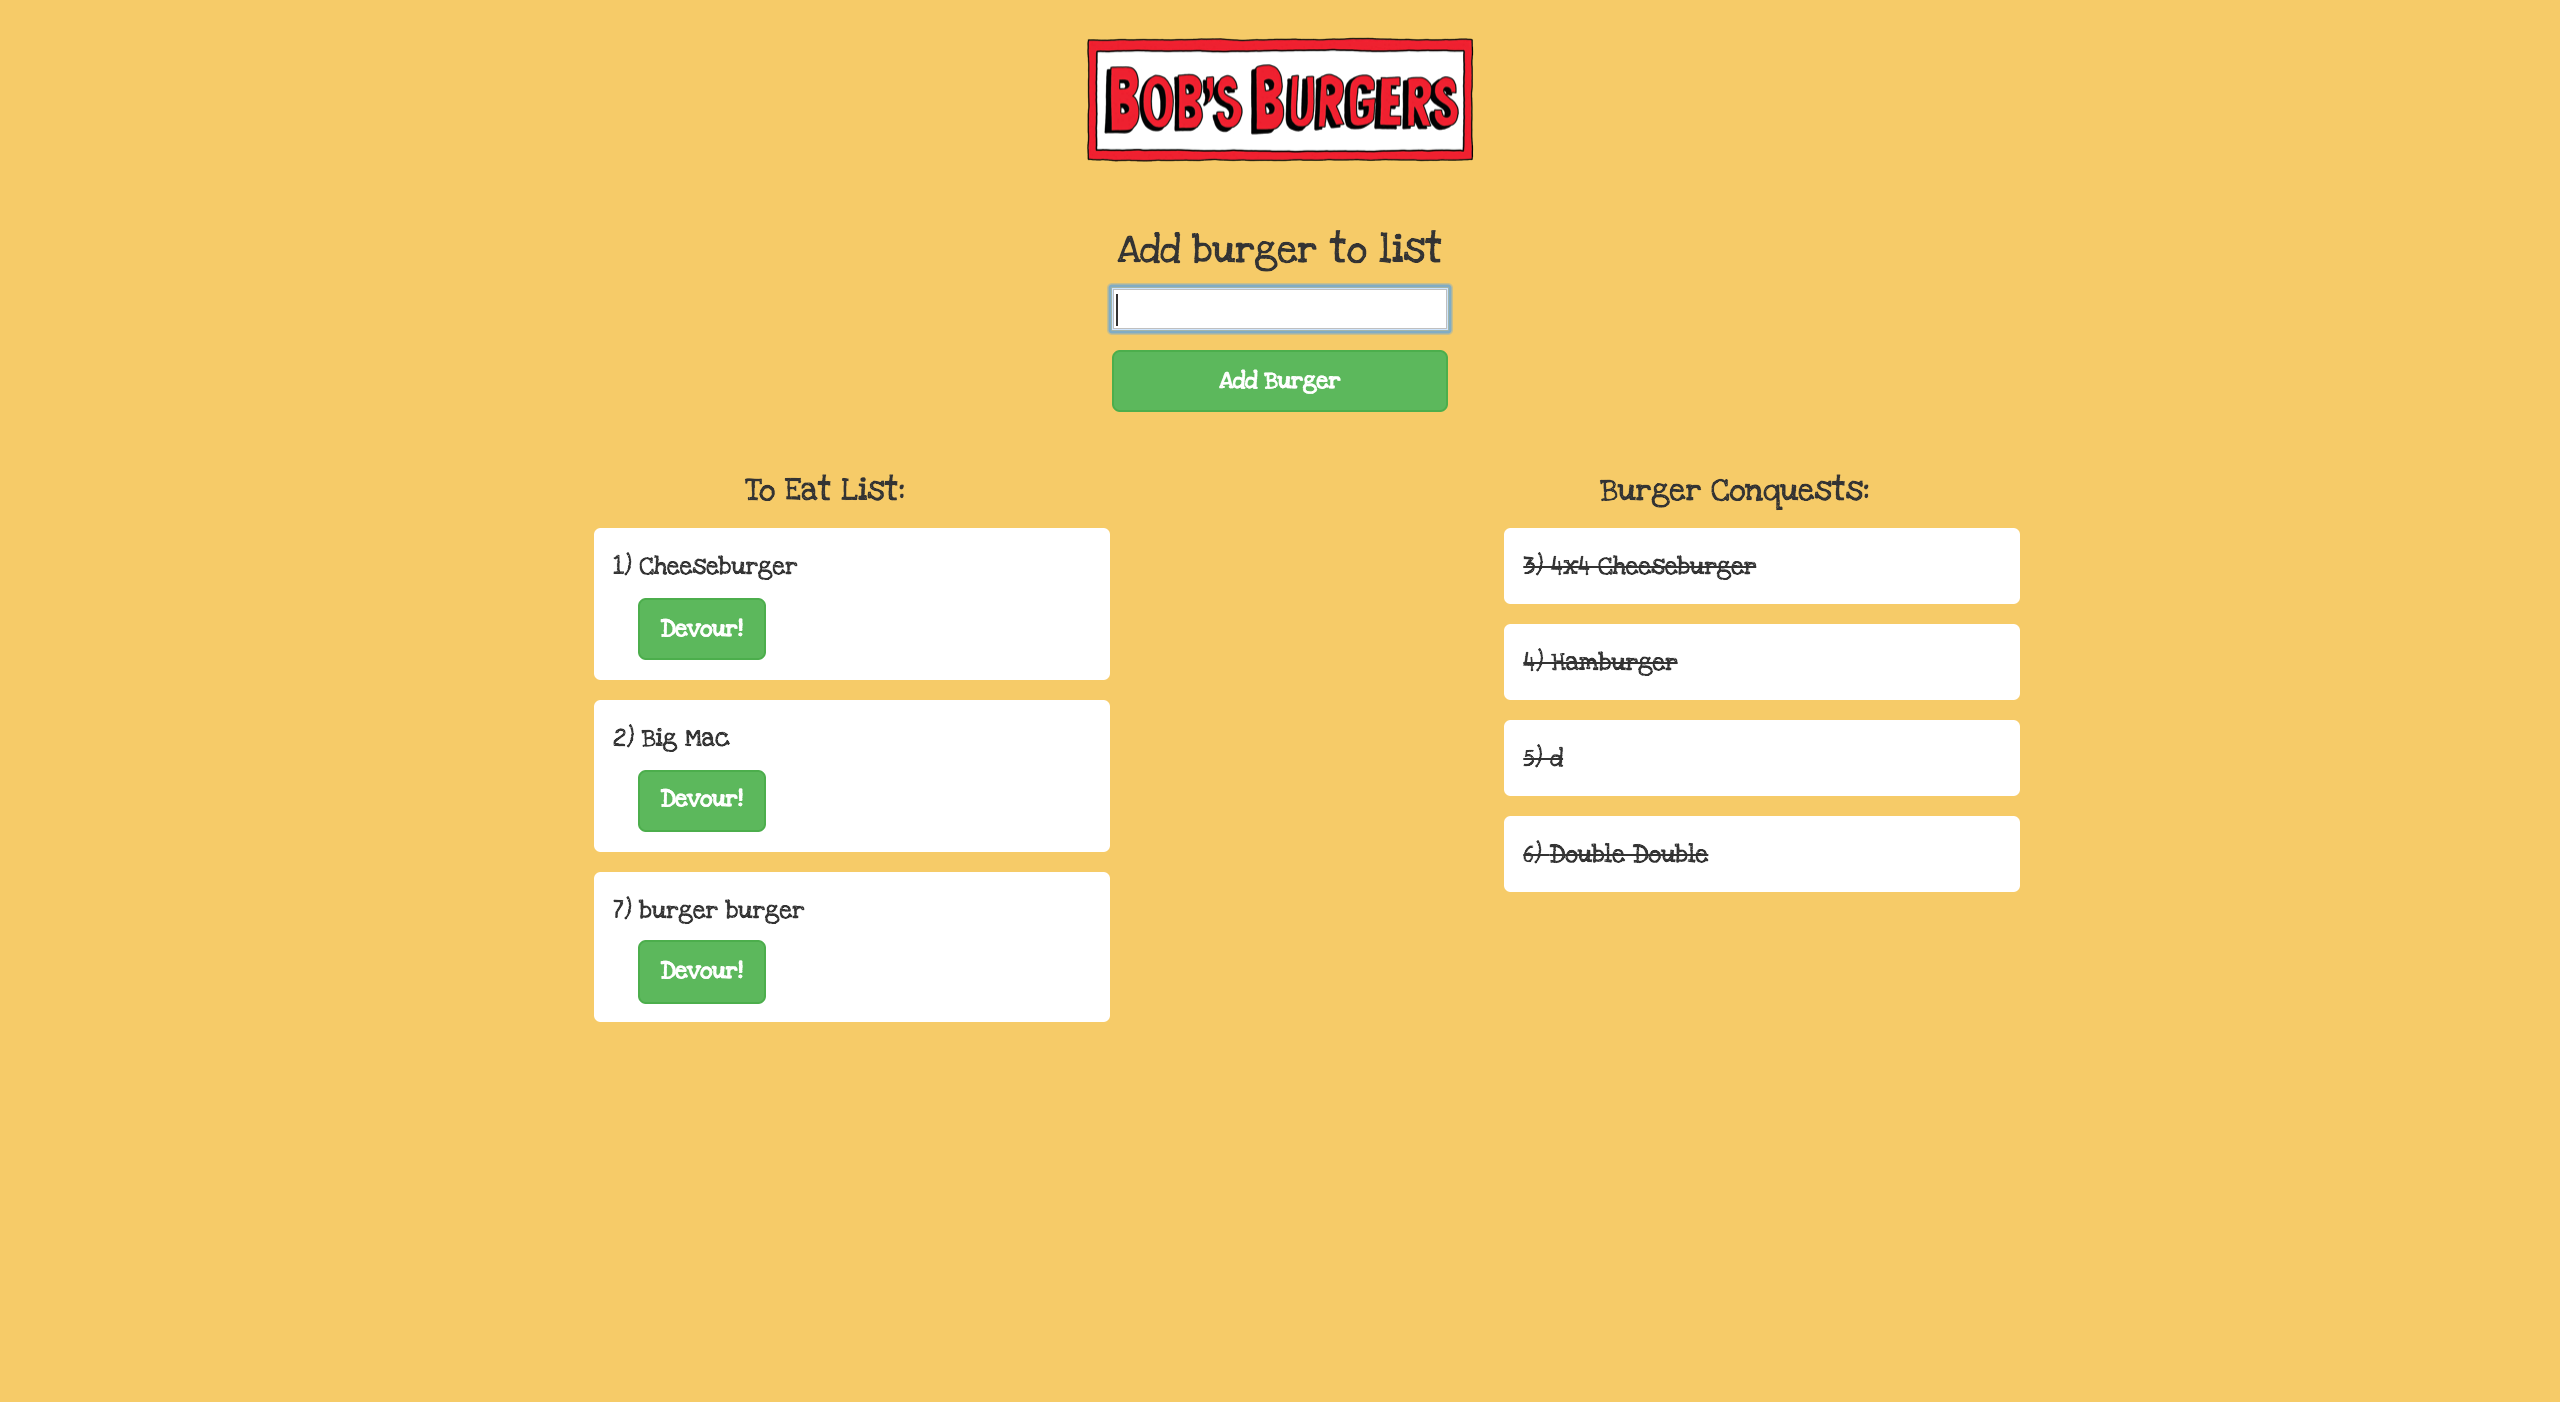 BOB'S BURGERS
Add burger to list
Add Burger
To Eat List:
1) Cheeseburger
Devour!
2) Big Mac
Devour!
7) burger burger
Devour!
Burger Conquests:
3) 4x4 Cheeseburger
4) Hamburger
5) d
6) Double Double